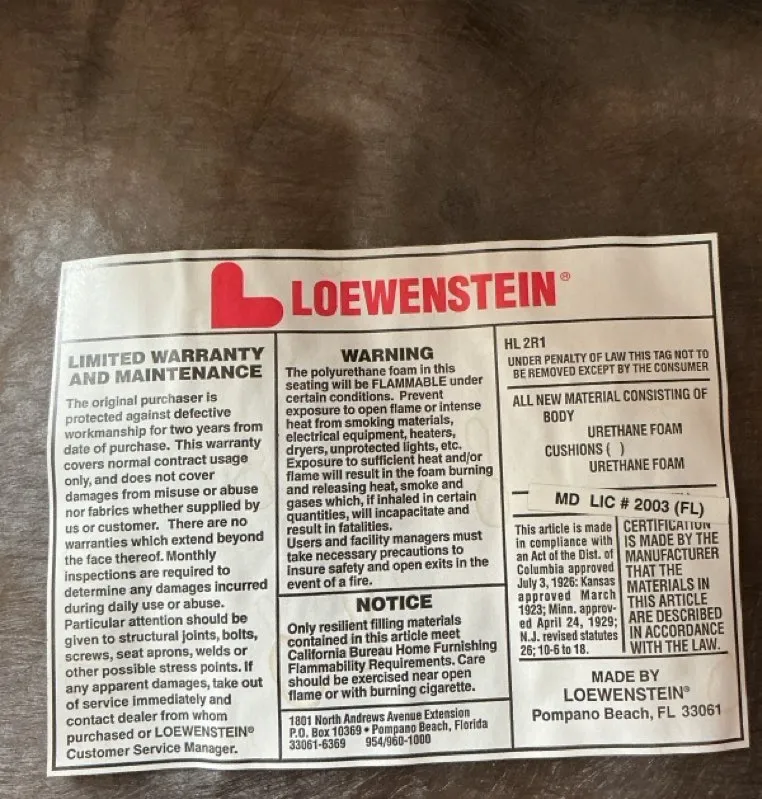 LOEWENSTEIN®
LIMITED WARRANTY
AND MAINTENANCE
The original purchaser is
protected against defective
workmanship for two years from
date of purchase. This warranty
covers normal contract usage
only, and does not cover
damages from misuse or abuse
nor fabrics whether supplied by
us or customer. There are no
warranties which extend beyond
the face thereof. Monthly
inspections are required to
determine any damages incurred
during daily use or abuse.
Particular attention should be
given to structural joints, bolts,
screws, seat aprons, welds or
other possible stress points. If
any apparent damages, take out
of service immediately and
contact dealer from whom
purchased or LOEWENSTEIN®
Customer Service Manager.
WARNING
The polyurethane foam in this
seating will be FLAMMABLE under
certain conditions. Prevent
exposure to open flame or intense
heat from smoking materials,
electrical equipment, heaters,
dryers, unprotected lights, etc.
Exposure to sufficient heat and/or
flame will result in the foam burning
and releasing heat, smoke and
gases which, if inhaled in certain
quantities, will incapacitate and
result in fatalities.
Users and facility managers must
take necessary precautions to
insure safety and open exits in the
event of a fire.
NOTICE
Only resilient filling materials
contained in this article meet
California Bureau Home Furnishing
Flammability Requirements. Care
should be exercised near open
flame or with burning cigarette.
1801 North Andrews Avenue Extension
P.O. Box 10369 • Pompano Beach, Florida
33061-6369 954/960-1000
HL 2R1
UNDER PENALTY OF LAW THIS TAG NOT TO
BE REMOVED EXCEPT BY THE CONSUMER
ALL NEW MATERIAL CONSISTING OF
BODY
URETHANE FOAM
CUSHIONS ( )
URETHANE FOAM
MD LIC # 2003 (FL)
This article is made
in compliance with
an Act of the Dist. of
Columbia approved
July 3, 1926: Kansas
approved March
1923; Minn. approv-
ed April 24, 1929;
N.J. revised statutes
26; 10-6 to 18.
CERTIFICATION
IS MADE BY THE
MANUFACTURER
THAT THE
MATERIALS IN
THIS ARTICLE
ARE DESCRIBED
IN ACCORDANCE
WITH THE LAW.
MADE BY
LOEWENSTEIN®
Pompano Beach, FL 33061